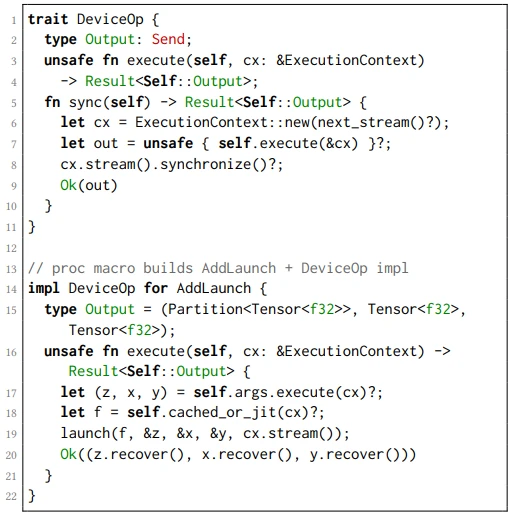 1 trait DeviceOp {
2   type Output: Send;
3   unsafe fn execute(self, cx: &ExecutionContext)
4     -> Result<Self::Output>;
5   fn sync(self) -> Result<Self::Output> {
6     let cx = ExecutionContext::new(next_stream()?);
7     let out = unsafe { self.execute(&cx) }?;
8     cx.stream().synchronize()?;
9     Ok(out)
10   }
11 }
12
13 // proc macro builds AddLaunch + DeviceOp impl
14 impl DeviceOp for AddLaunch {
15   type Output = (Partition<Tensor<f32>>, Tensor<f32>,
       Tensor<f32>);
16   unsafe fn execute(self, cx: &ExecutionContext) ->
       Result<Self::Output> {
17     let (z, x, y) = self.args.execute(cx)?;
18     let f = self.cached_or_jit(cx)?;
19     launch(f, &z, &x, &y, cx.stream());
20     Ok((z.recover(), x.recover(), y.recover()))
21   }
22 }